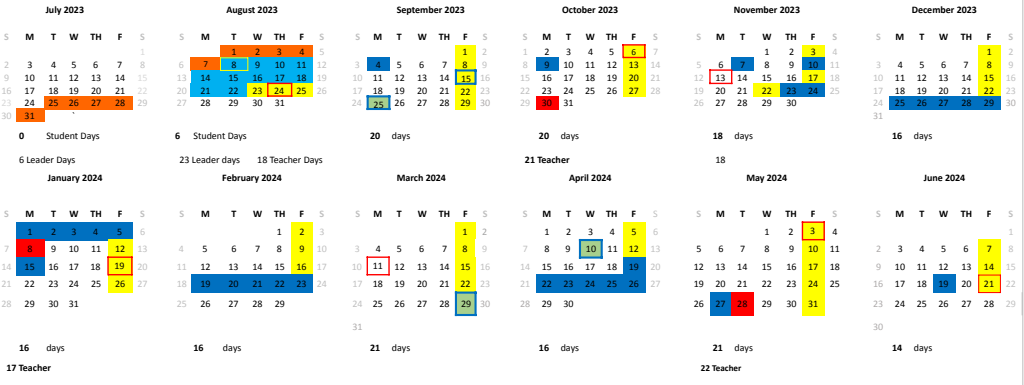 July 2023
S M T W TH F S
1
2 3 4 5 6 7 8
9 10 11 12 13 14 15
16 17 18 19 20 21 22
23 24 25 26 27 28 29
30 31 `
0 Student Days
6 Leader Days
August 2023
S M T W TH F S
1 2 3 4 5
6 7 8 9 10 11 12
13 14 15 16 17 18 19
20 21 22 23 24 25 26
27 28 29 30 31
6 Student Days
23 Leader days 18 Teacher Days
September 2023
S M T W TH F S
1 2
3 4 5 6 7 8 9
10 11 12 13 14 15 16
17 18 19 20 21 22 23
24 25 26 27 28 29 30
20 days
October 2023
S M T W TH F S
1 2 3 4 5 6 7
8 9 10 11 12 13 14
15 16 17 18 19 20 21
22 23 24 25 26 27 28
29 30 31
20 days
21 Teacher
November 2023
S M T W TH F S
1 2 3 4
5 6 7 8 9 10 11
12 13 14 15 16 17 18
19 20 21 22 23 24 25
26 27 28 29 30
18 days
18
December 2023
S M T W TH F S
1 2
3 4 5 6 7 8 9
10 11 12 13 14 15 16
17 18 19 20 21 22 23
24 25 26 27 28 29 30
31
16 days
January 2024
S M T W TH F S
1 2 3 4 5 6
7 8 9 10 11 12 13
14 15 16 17 18 19 20
21 22 23 24 25 26 27
28 29 30 31
16 days
17 Teacher
February 2024
S M T W TH F S
1 2 3
4 5 6 7 8 9 10
11 12 13 14 15 16 17
18 19 20 21 22 23 24
25 26 27 28 29
16 days
March 2024
S M T W TH F S
1 2
3 4 5 6 7 8 9
10 11 12 13 14 15 16
17 18 19 20 21 22 23
24 25 26 27 28 29 30
31
21 days
April 2024
S M T W TH F S
1 2 3 4 5 6
7 8 9 10 11 12 13
14 15 16 17 18 19 20
21 22 23 24 25 26 27
28 29 30
16 days
May 2024
S M T W TH F S
1 2 3 4
5 6 7 8 9 10 11
12 13 14 15 16 17 18
19 20 21 22 23 24 25
26 27 28 29 30 31
21 days
22 Teacher
June 2024
S M T W TH F S
1
2 3 4 5 6 7 8
9 10 11 12 13 14 15
16 17 18 19 20 21 22
23 24 25 26 27 28 29
30
14 days